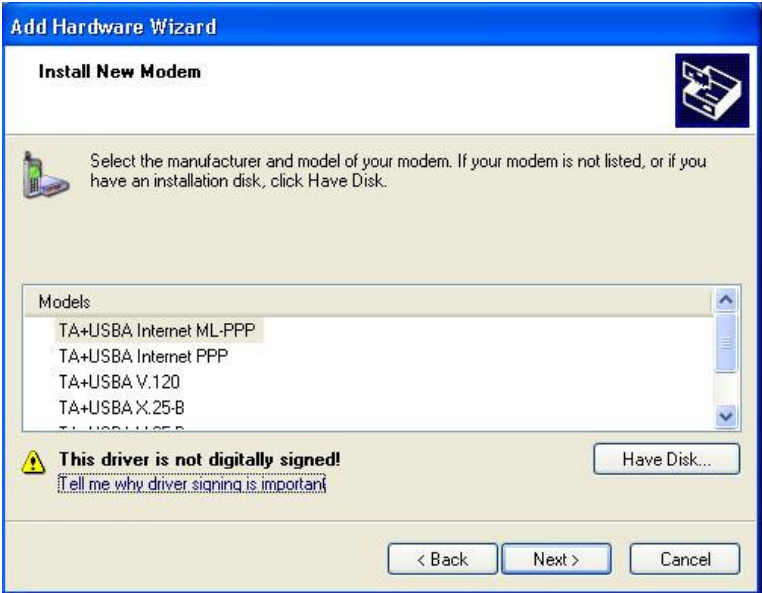 Add Hardware Wizard
Install New Modem
Select the manufacturer and model of your modem. If your modem is not listed, or if you
have an installation disk, click Have Disk.
Models
TA+USBA Internet ML-PPP
TA+USBA Internet PPP
TA+USBA V.120
TA+USBA X.25-B
This driver is not digitally signed!
Have Disk...
Tell me why driver signing is important
< Back
Next >
Cancel